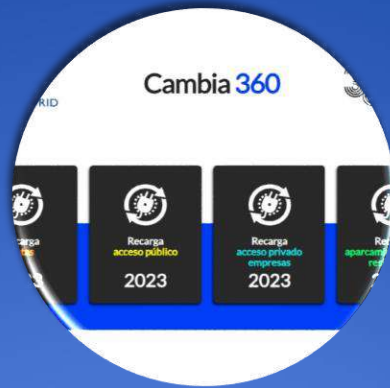 Cambia 360
RID
Recarga
acceso público
2023
Recarga
acceso privado
empresas
2023